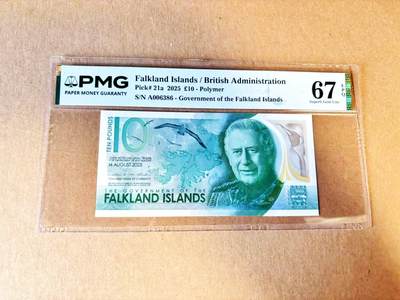 PMG
PAPER MONEY GUARANTY
Falkland Islands / British Administration
Pick# 21a 2025 £10 - Polymer
S/N A006386 - Government of the Falkland Islands
67
Superb Gem Unc
EPQ
10
TEN POUNDS
14 AUGUST 2025
THE GOVERNMENT OF THE
FALKLAND ISLANDS